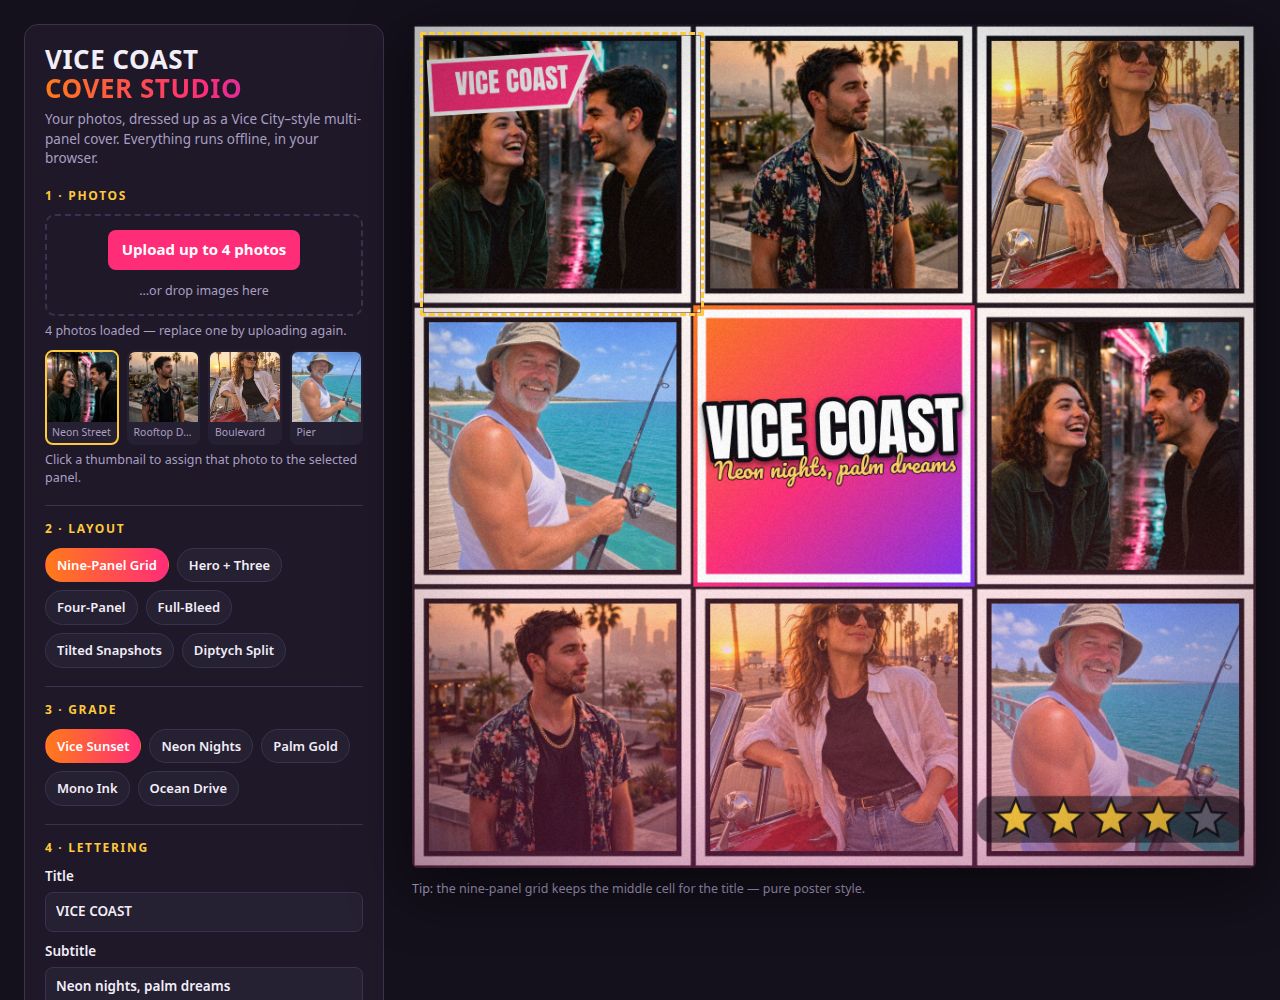 VICE COAST
COVER STUDIO
Your photos, dressed up as a Vice City–style multi-
panel cover. Everything runs offline, in your
browser.
1 · PHOTOS
Upload up to 4 photos
...or drop images here
4 photos loaded — replace one by uploading again.
Neon Street
Rooftop D...
Boulevard
Pier
Click a thumbnail to assign that photo to the selected
panel.
2 · LAYOUT
Nine-Panel Grid
Hero + Three
Four-Panel
Full-Bleed
Tilted Snapshots
Diptych Split
3 · GRADE
Vice Sunset
Neon Nights
Palm Gold
Mono Ink
Ocean Drive
4 · LETTERING
Title
VICE COAST
Subtitle
Neon nights, palm dreams
VICE COAST
VICE COAST
Neon nights, palm dreams
Tip: the nine-panel grid keeps the middle cell for the title — pure poster style.